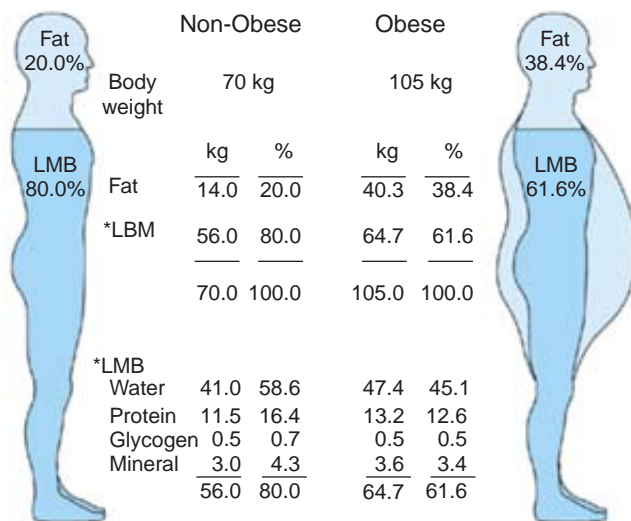 Fat
20.0%
Non-Obese Obese
Fat
38.4%
Body
weight
70 kg 105 kg
LMB
80.0%
kg % kg %
LMB
61.6%
Fat 14.0 20.0 40.3 38.4
*LBM 56.0 80.0 64.7 61.6
70.0 100.0 105.0 100.0
*LMB
Water 41.0 58.6 47.4 45.1
Protein 11.5 16.4 13.2 12.6
Glycogen 0.5 0.7 0.5 0.5
Mineral 3.0 4.3 3.6 3.4
56.0 80.0 64.7 61.6